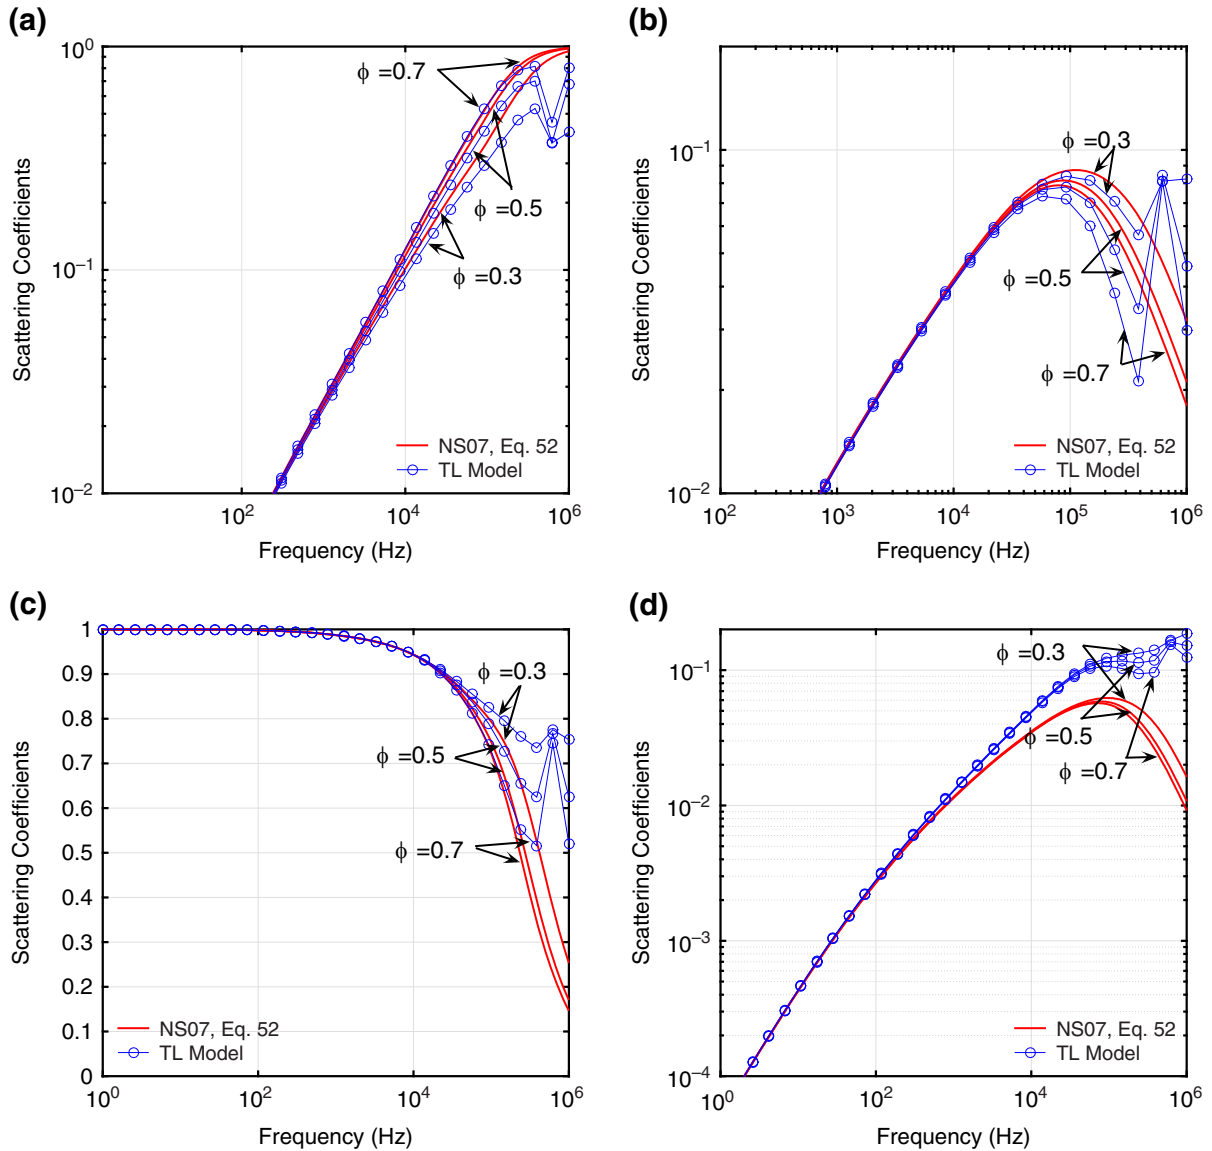 (a)
10^0
10^−1
10^−2
10^2
10^4
10^6
Scattering Coefficients
Frequency (Hz)
ϕ =0.7
ϕ =0.5
ϕ =0.3
NS07, Eq. 52
TL Model
(b)
10^−1
10^−2
10^2
10^3
10^4
10^5
10^6
Scattering Coefficients
Frequency (Hz)
ϕ =0.3
ϕ =0.5
ϕ =0.7
NS07, Eq. 52
TL Model
(c)
1
0.9
0.8
0.7
0.6
0.5
0.4
0.3
0.2
0.1
0
10^0
10^2
10^4
10^6
Scattering Coefficients
Frequency (Hz)
ϕ =0.3
ϕ =0.5
ϕ =0.7
NS07, Eq. 52
TL Model
(d)
10^−1
10^−2
10^−3
10^−4
10^0
10^2
10^4
10^6
Scattering Coefficients
Frequency (Hz)
ϕ =0.3
ϕ =0.5
ϕ =0.7
NS07, Eq. 52
TL Model